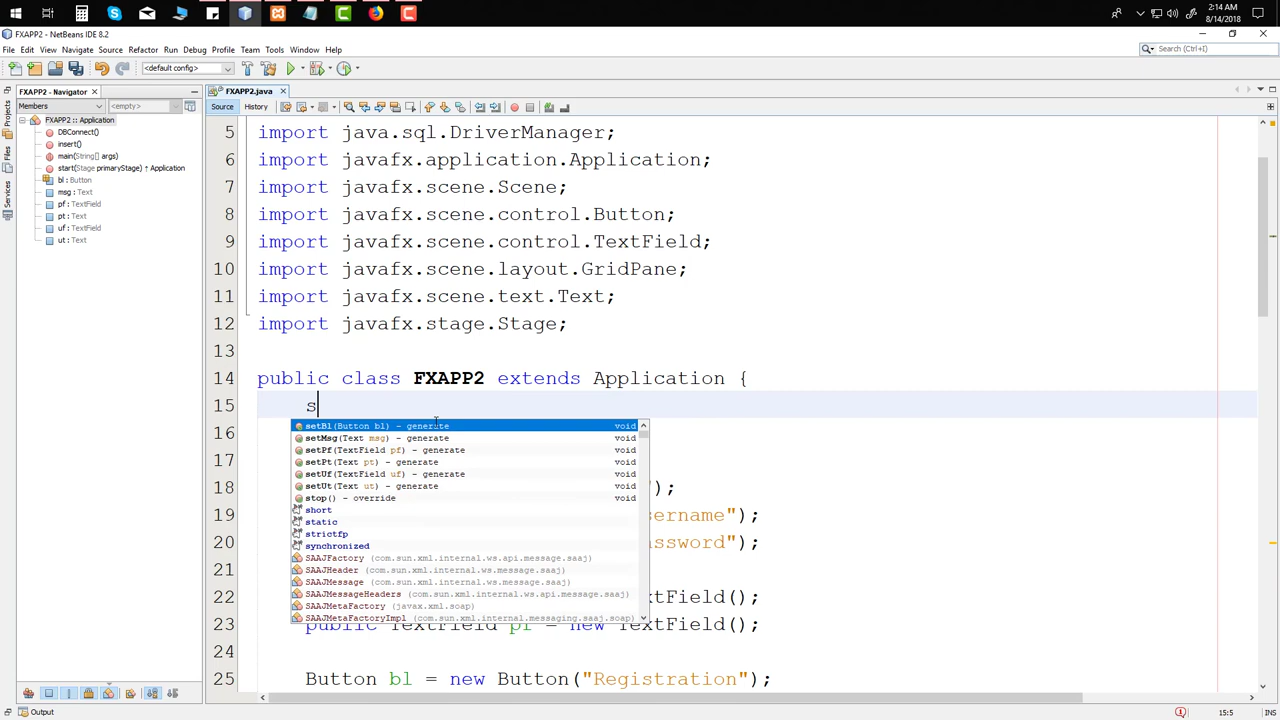 2:14 AM
8/14/2018
FXAPP2 - NetBeans IDE 8.2
File Edit View Navigate Source Refactor Run Debug Profile Team Tools Window Help
Search (Ctrl+I)
<default config>
FXAPP2 - Navigator
FXAPP2.java
Members
<empty>
Source History
Projects
Files
Services
FXAPP2 :: Application
DBConnect()
insert()
main(String[] args)
start(Stage primaryStage) ↑ Application
bl : Button
msg : Text
pf : TextField
pt : Text
uf : TextField
ut : Text
5 import java.sql.DriverManager;
6 import javafx.application.Application;
7 import javafx.scene.Scene;
8 import javafx.scene.control.Button;
9 import javafx.scene.control.TextField;
10 import javafx.scene.layout.GridPane;
11 import javafx.scene.text.Text;
12 import javafx.stage.Stage;
13
14 public class FXAPP2 extends Application {
15 s
16
17
18 ");
19 sername");
20 assword");
21
22 xtField();
23 public TextField pf = new TextField();
24
25 Button bl = new Button("Registration");
setBl(Button bl) - generate void
setMsg(Text msg) - generate void
setPf(TextField pf) - generate void
setPt(Text pt) - generate void
setUf(TextField uf) - generate void
setUt(Text ut) - generate void
stop() - override void
short
static
strictfp
synchronized
SAAJFactory (com.sun.xml.internal.ws.api.message.saaj)
SAAJHeader (com.sun.xml.internal.ws.message.saaj)
SAAJMessage (com.sun.xml.internal.ws.message.saaj)
SAAJMessageHeaders (com.sun.xml.internal.ws.api.message.saaj)
SAAJMetaFactory (javax.xml.soap)
SAAJMetaFactoryImpl (com.sun.xml.internal.messaging.saaj.soap)
Output
15:5 INS